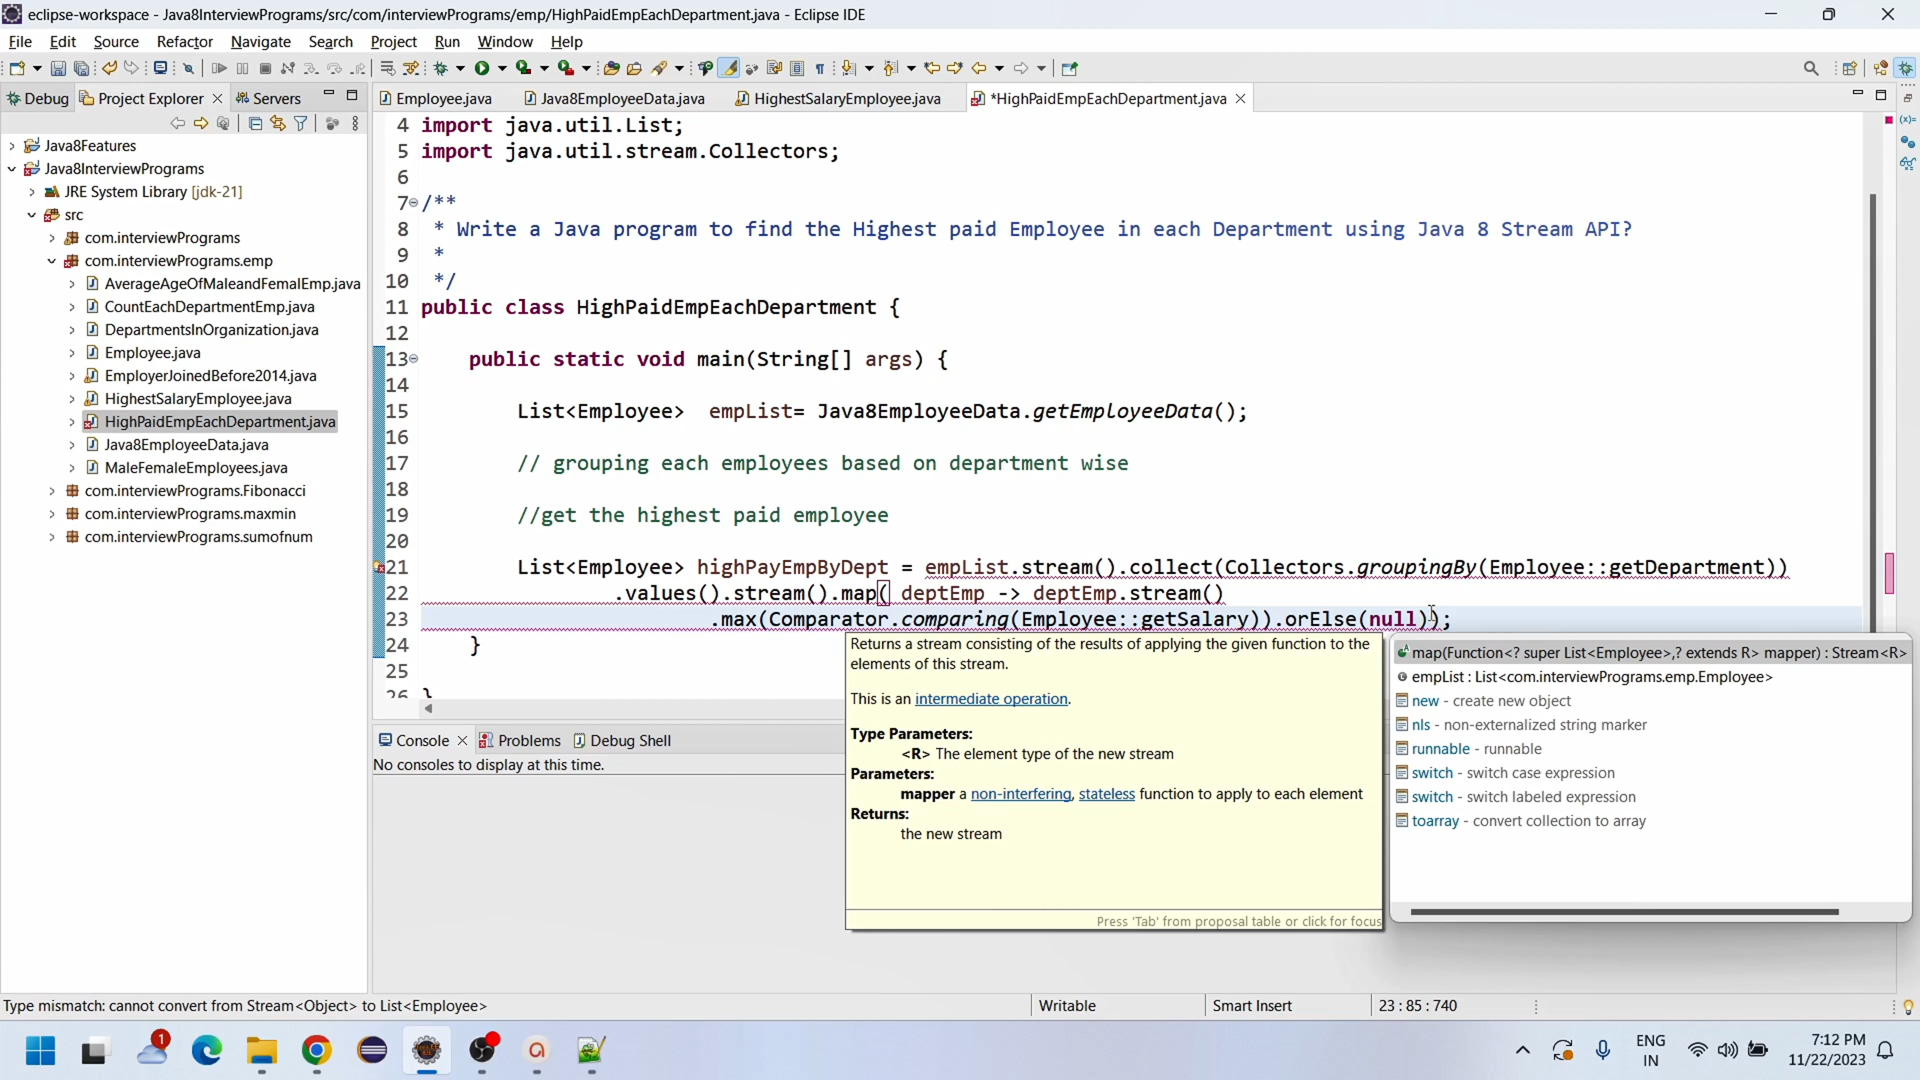 eclipse-workspace - Java8InterviewPrograms/src/com/interviewPrograms/emp/HighPaidEmpEachDepartment.java - Eclipse IDE
File Edit Source Refactor Navigate Search Project Run Window Help
Debug Project Explorer Servers
Employee.java Java8EmployeeData.java HighestSalaryEmployee.java *HighPaidEmpEachDepartment.java
Java8Features
Java8InterviewPrograms
JRE System Library [jdk-21]
src
com.interviewPrograms
com.interviewPrograms.emp
AverageAgeOfMaleandFemalEmp.java
CountEachDepartmentEmp.java
DepartmentsInOrganization.java
Employee.java
EmployerJoinedBefore2014.java
HighestSalaryEmployee.java
HighPaidEmpEachDepartment.java
Java8EmployeeData.java
MaleFemaleEmployees.java
com.interviewPrograms.Fibonacci
com.interviewPrograms.maxmin
com.interviewPrograms.sumofnum
4 import java.util.List;
5 import java.util.stream.Collectors;
6
7 /**
8 * Write a Java program to find the Highest paid Employee in each Department using Java 8 Stream API?
9 *
10 */
11 public class HighPaidEmpEachDepartment {
12
13 public static void main(String[] args) {
14
15 List<Employee> empList= Java8EmployeeData.getEmployeeData();
16
17 // grouping each employees based on department wise
18
19 //get the highest paid employee
20
21 List<Employee> highPayEmpByDept = empList.stream().collect(Collectors.groupingBy(Employee::getDepartment))
22 .values().stream().map( deptEmp -> deptEmp.stream()
23 .max(Comparator.comparing(Employee::getSalary)).orElse(null));
24 }
25
26 }
Returns a stream consisting of the results of applying the given function to the
elements of this stream.
This is an intermediate operation.
Type Parameters:
<R> The element type of the new stream
Parameters:
mapper a non-interfering, stateless function to apply to each element
Returns:
the new stream
Press 'Tab' from proposal table or click for focus
map(Function<? super List<Employee>,? extends R> mapper) : Stream<R>
empList : List<com.interviewPrograms.emp.Employee>
new - create new object
nls - non-externalized string marker
runnable - runnable
switch - switch case expression
switch - switch labeled expression
toarray - convert collection to array
Console Problems Debug Shell
No consoles to display at this time.
Type mismatch: cannot convert from Stream<Object> to List<Employee> Writable Smart Insert 23 : 85 : 740
1
ENG
IN
7:12 PM
11/22/2023